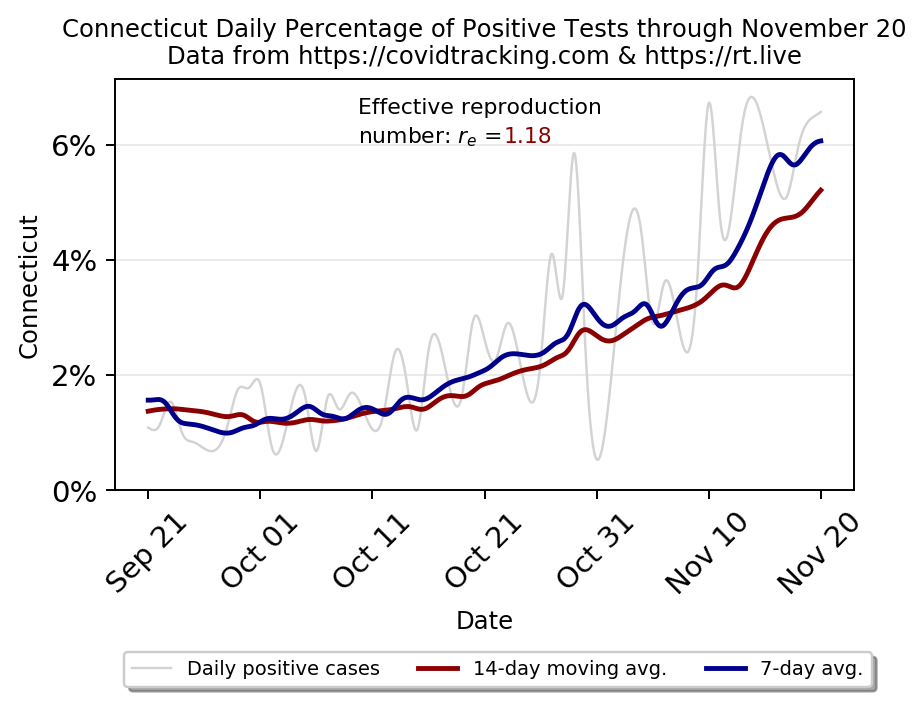 Connecticut Daily Percentage of Positive Tests through November 20
Data from https://covidtracking.com & https://rt.live
Effective reproduction
number: rₑ =1.18
6%
4%
2%
0%
Connecticut
Sep 21
Oct 01
Oct 11
Oct 21
Oct 31
Nov 10
Nov 20
Date
Daily positive cases
14-day moving avg.
7-day avg.